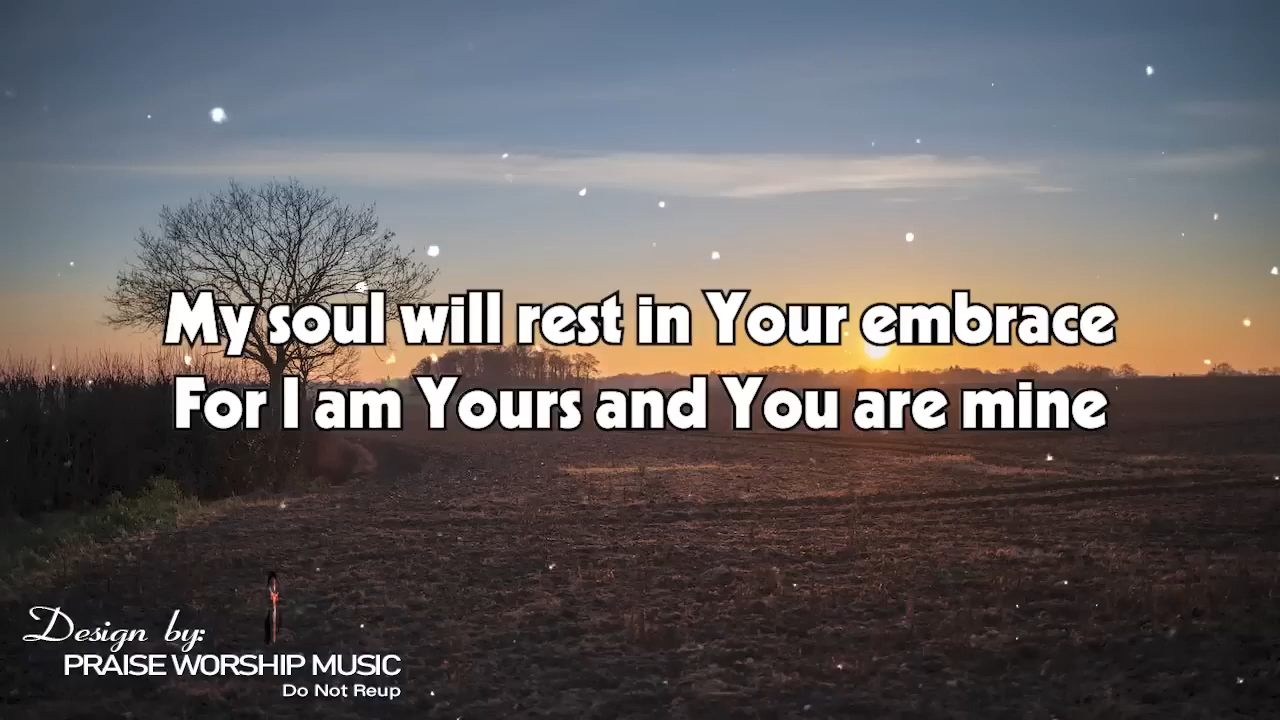 My soul will rest in Your embrace
For I am Yours and You are mine
Design by:
PRAISE WORSHIP MUSIC
Do Not Reup